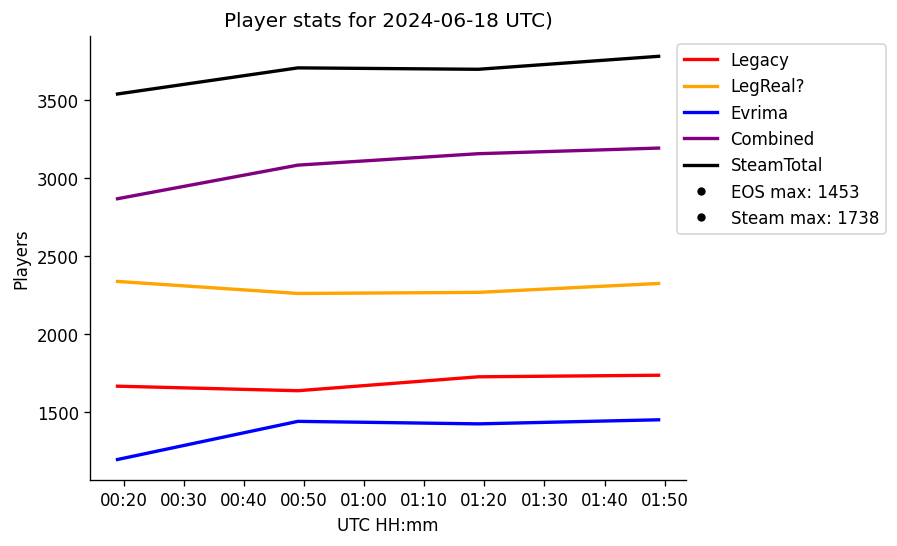 Player stats for 2024-06-18 UTC)
Legacy
LegReal?
Evrima
Combined
SteamTotal
EOS max: 1453
Steam max: 1738
Players
3500
3000
2500
2000
1500
00:20 00:30 00:40 00:50 01:00 01:10 01:20 01:30 01:40 01:50
UTC HH:mm